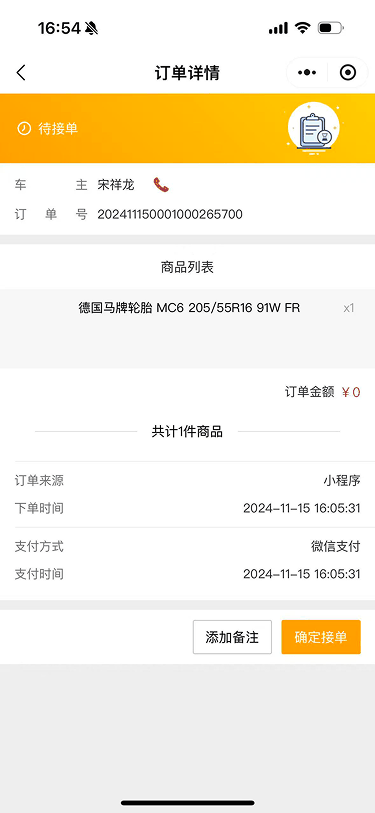 16:54
订单详情
待接单
车主 宋祥龙
订单号 202411150001000265700
商品列表
德国马牌轮胎 MC6 205/55R16 91W FR x1
订单金额 ¥0
共计1件商品
订单来源 小程序
下单时间 2024-11-15 16:05:31
支付方式 微信支付
支付时间 2024-11-15 16:05:31
添加备注 确定接单